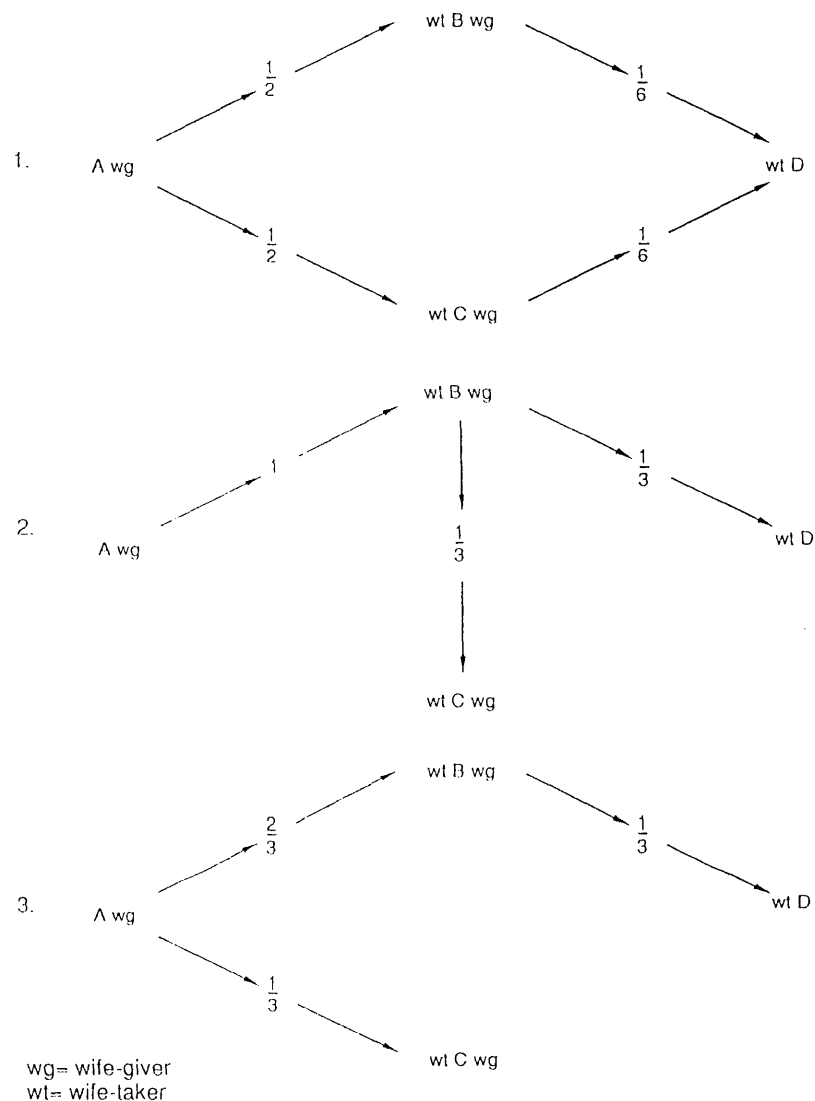 wt B wg
1/2
1/6
1.
A wg
wt D
1/2
1/6
wt C wg
wt B wg
1
1/3
2.
A wg
1/3
wt D
wt C wg
wt B wg
2/3
1/3
3.
A wg
wt D
1/3
wt C wg
wg= wife-giver
wt= wife-taker